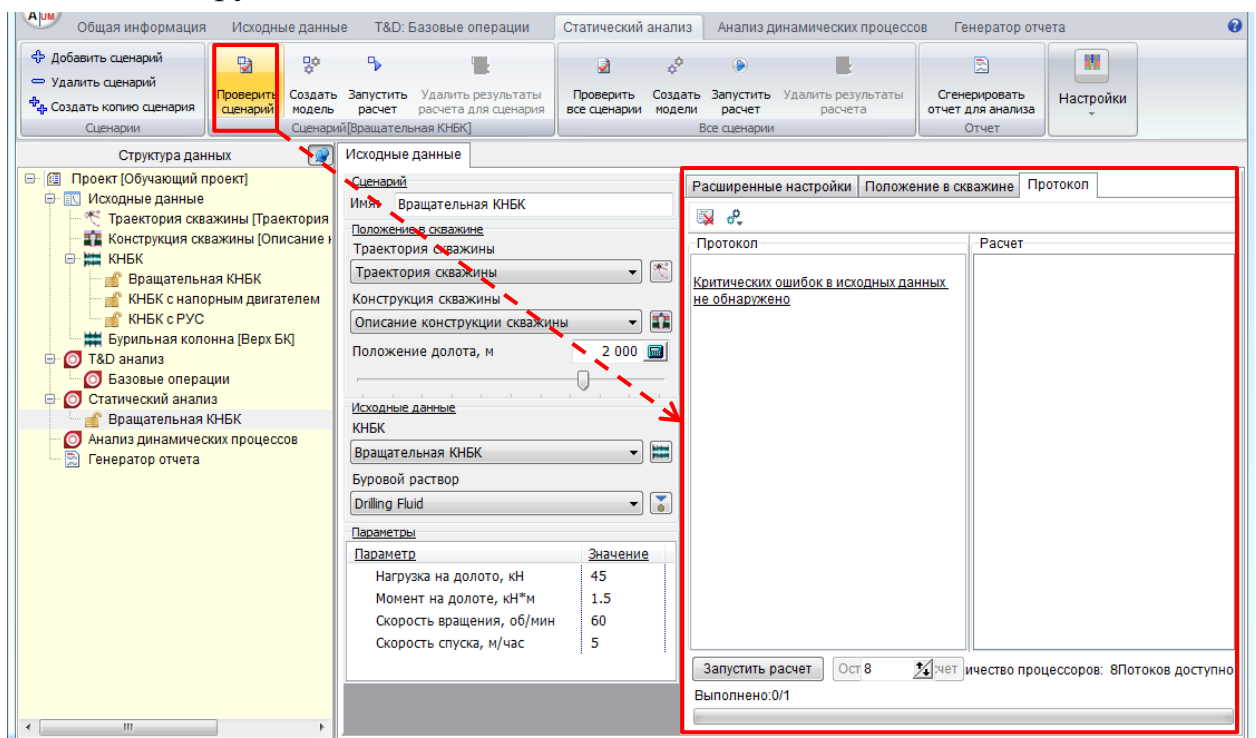 AUM
Общая информация Исходные данные T&D: Базовые операции Статический анализ Анализ динамических процессов Генератор отчета
Добавить сценарий
Удалить сценарий
Создать копию сценария
Сценарии
Проверить сценарий
Создать модель
Запустить расчет
Удалить результаты расчета для сценария
Сценарий[Вращательная КНБК]
Проверить все сценарии
Создать модели
Запустить расчет
Удалить результаты расчета
Все сценарии
Сгенерировать отчет для анализа
Отчет
Настройки
Структура данных
Проект [Обучающий проект]
Исходные данные
Траектория скважины [Траектория
Конструкция скважины [Описание
КНБК
Вращательная КНБК
КНБК с напорным двигателем
КНБК с РУС
Бурильная колонна [Верх БК]
T&D анализ
Базовые операции
Статический анализ
Вращательная КНБК
Анализ динамических процессов
Генератор отчета
Исходные данные
Сценарий
Имя: Вращательная КНБК
Положение в скважине
Траектория скважины
Траектория скважины
Конструкция скважины
Описание конструкции скважины
Положение долота, м 2 000
Исходные данные
КНБК
Вращательная КНБК
Буровой раствор
Drilling Fluid
Параметры
Параметр Значение
Нагрузка на долото, кН 45
Момент на долоте, кН*м 1.5
Скорость вращения, об/мин 60
Скорость спуска, м/час 5
Расширенные настройки Положение в скважине Протокол
Протокол Расчет
Критических ошибок в исходных данных
не обнаружено
Запустить расчет Ост 8 счет ичество процессоров: 8Потоков доступно
Выполнено:0/1